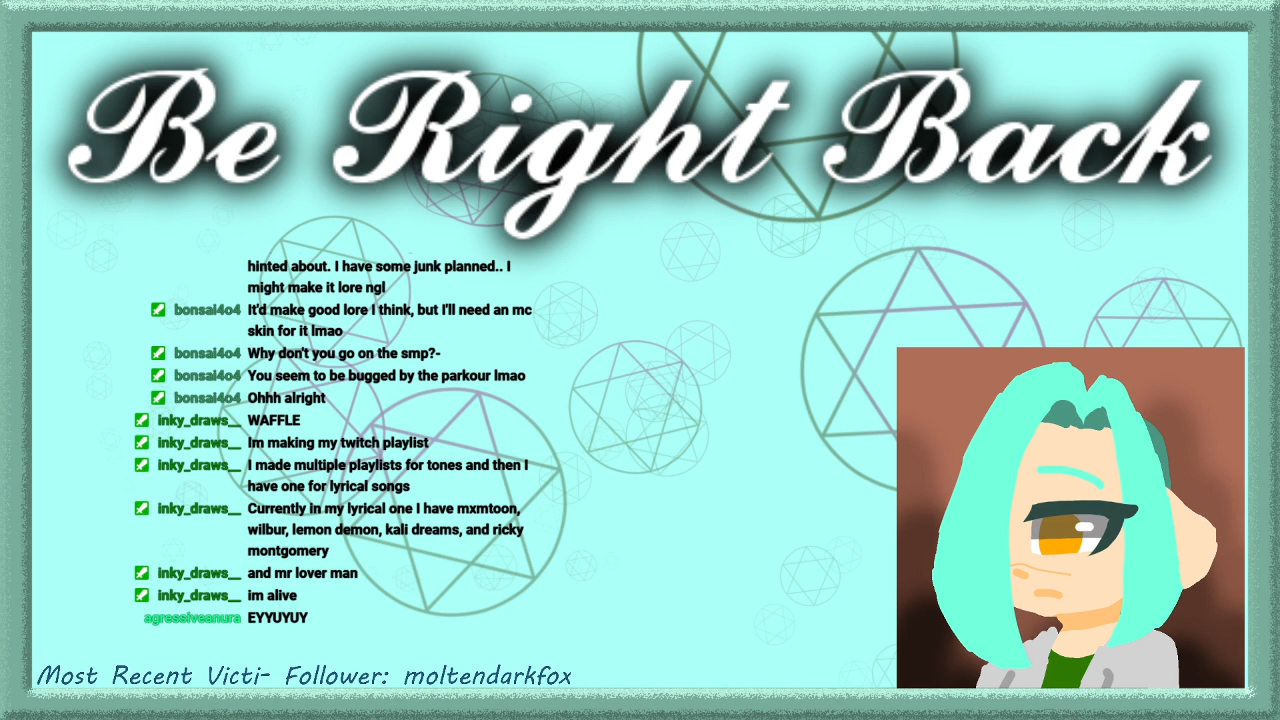 Be Right Back
hinted about. I have some junk planned.. I
might make it lore ngl
bonsai4o4 It'd make good lore I think, but I'll need an mc
skin for it lmao
bonsai4o4 Why don't you go on the smp?-
bonsai4o4 You seem to be bugged by the parkour lmao
bonsai4o4 Ohhh alright
inky_draws__ WAFFLE
inky_draws__ Im making my twitch playlist
inky_draws__ I made multiple playlists for tones and then I
have one for lyrical songs
inky_draws__ Currently in my lyrical one I have mxmtoon,
wilbur, lemon demon, kali dreams, and ricky
montgomery
inky_draws__ and mr lover man
inky_draws__ im alive
agressiveanura EYYUYUY
Most Recent Victi- Follower: moltendarkfox